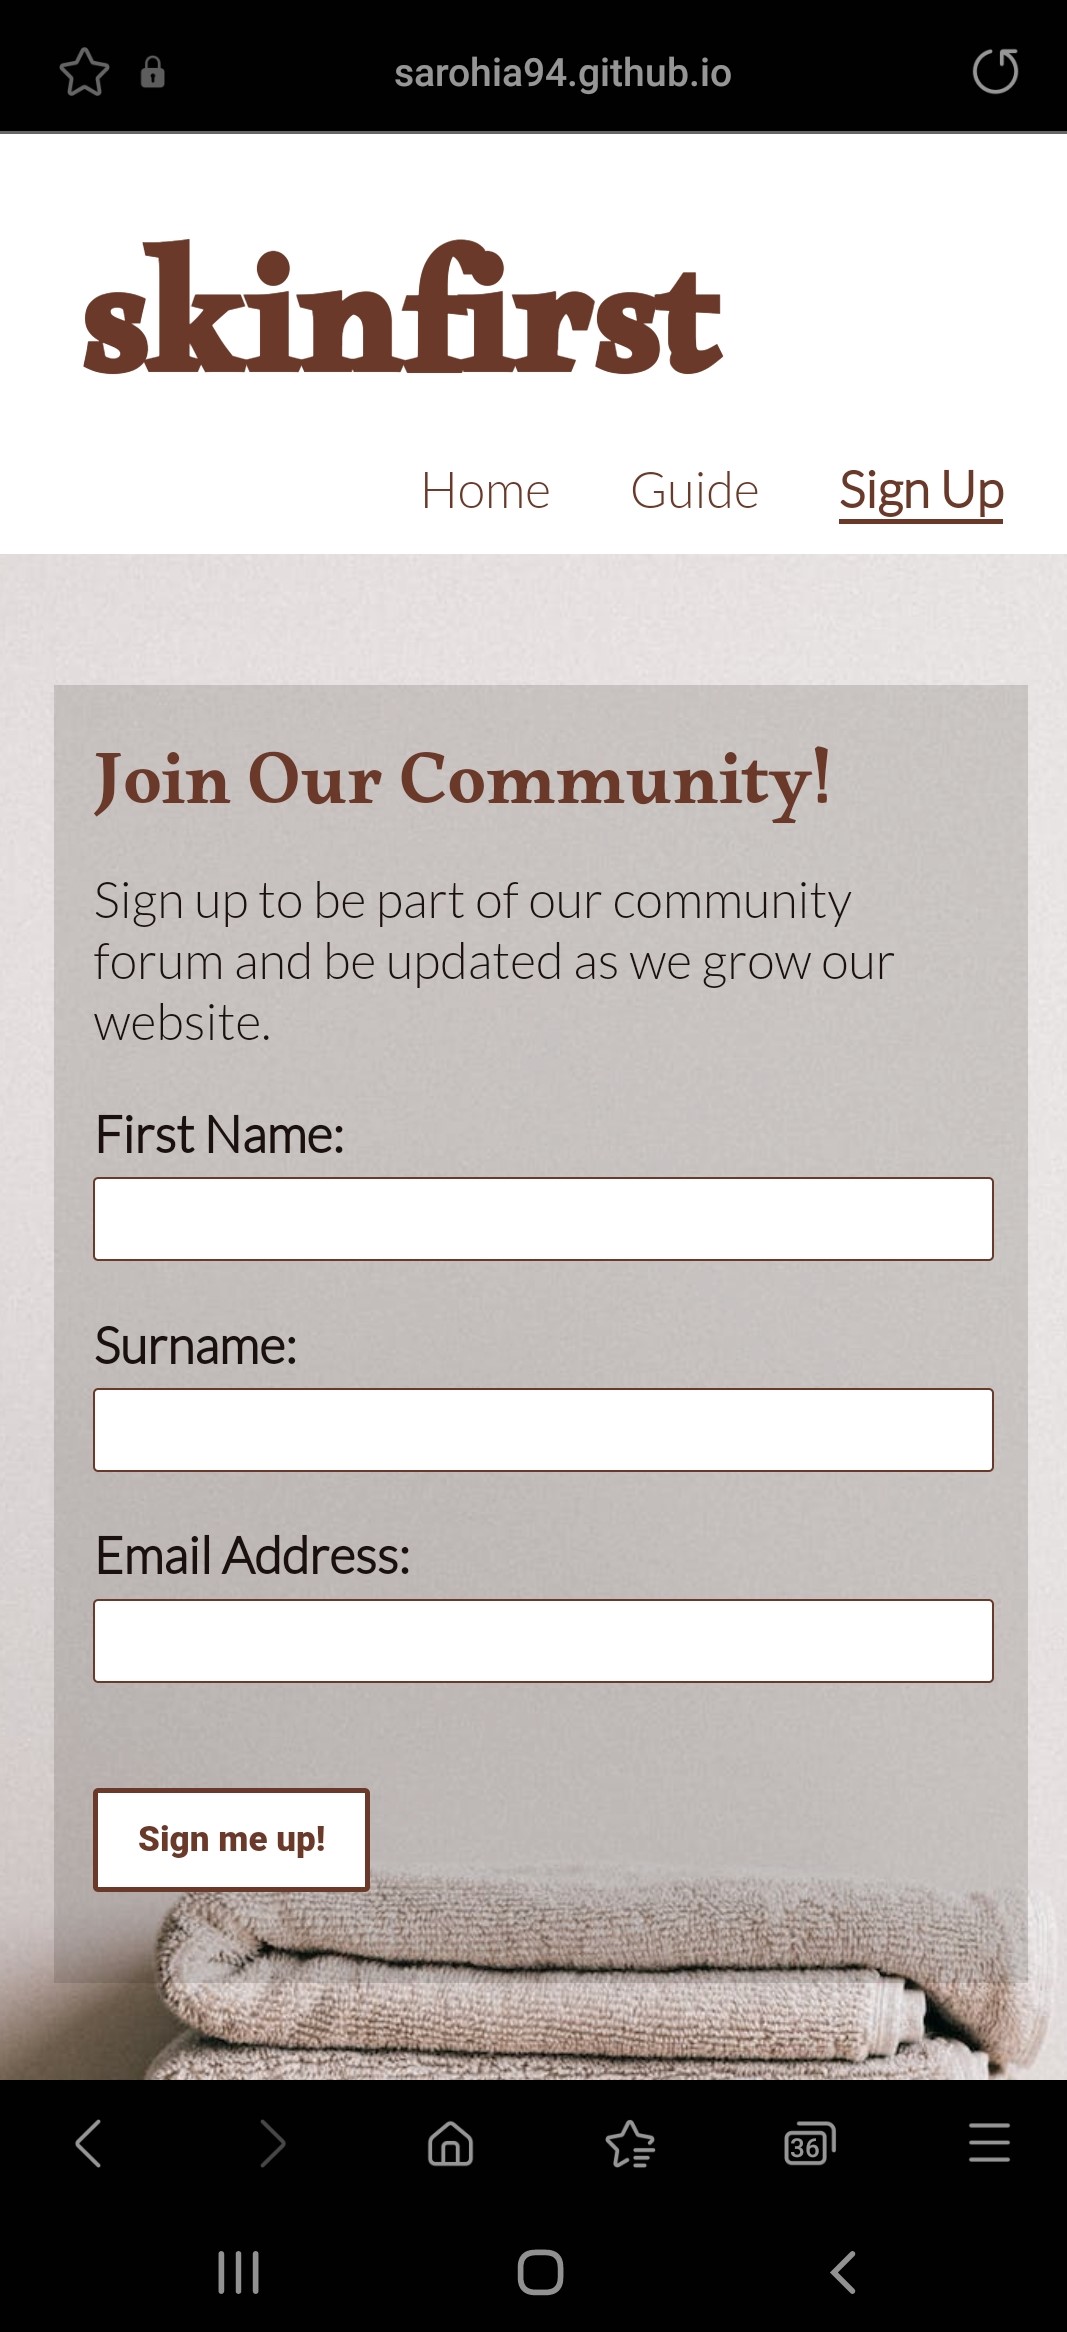 sarohia94.github.io
skinfirst
Home Guide Sign Up
Join Our Community!
Sign up to be part of our community
forum and be updated as we grow our
website.
First Name:
Surname:
Email Address:
Sign me up!
36